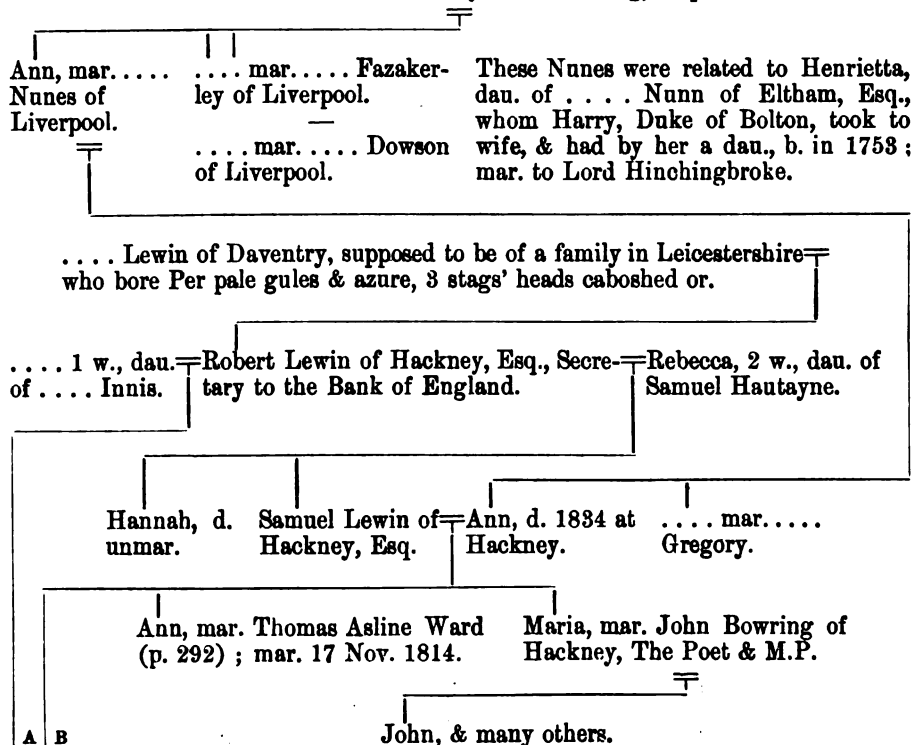 Ann, mar. . . . .
Nunes of
Liverpool.
. . . . mar. . . . . Fazaker-
ley of Liverpool.
—
. . . . mar. . . . . Dowson
of Liverpool.
These Nunes were related to Henrietta,
dau. of . . . . Nunn of Eltham, Esq.,
whom Harry, Duke of Bolton, took to
wife, & had by her a dau., b. in 1753 ;
mar. to Lord Hinchingbroke.
. . . . Lewin of Daventry, supposed to be of a family in Leicestershire
who bore Per pale gules & azure, 3 stags' heads caboshed or.
. . . . 1 w., dau.
of . . . . Innis.
Robert Lewin of Hackney, Esq., Secre-
tary to the Bank of England.
Rebecca, 2 w., dau. of
Samuel Hautayne.
Hannah, d.
unmar.
Samuel Lewin of
Hackney, Esq.
Ann, d. 1834 at
Hackney.
. . . . mar. . . . .
Gregory.
Ann, mar. Thomas Asline Ward
(p. 292) ; mar. 17 Nov. 1814.
Maria, mar. John Bowring of
Hackney, The Poet & M.P.
A B
John, & many others.